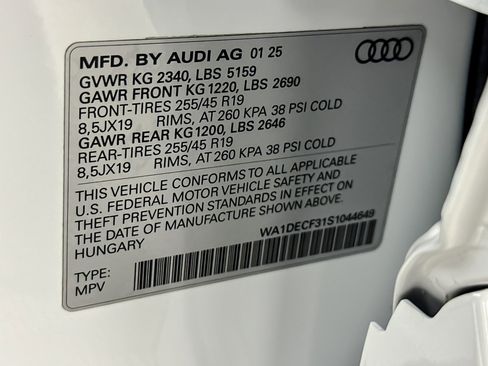 MFD. BY AUDI AG 01 25
GVWR KG 2340, LBS 5159
GAWR FRONT KG 1220, LBS 2690
FRONT-TIRES 255/45 R19
8,5JX19 RIMS, AT 260 KPA 38 PSI COLD
GAWR REAR KG1200, LBS 2646
REAR-TIRES 255/45 R19
8,5JX19 RIMS, AT 260 KPA 38 PSI COLD
THIS VEHICLE CONFORMS TO ALL APPLICABLE
U.S. FEDERAL MOTOR VEHICLE SAFETY AND
THEFT PREVENTION STANDARDS IN EFFECT ON
THE DATE OF MANUFACTURE SHOWN ABOVE.
HUNGARY
WA1DECF31S1044649
TYPE:
MPV